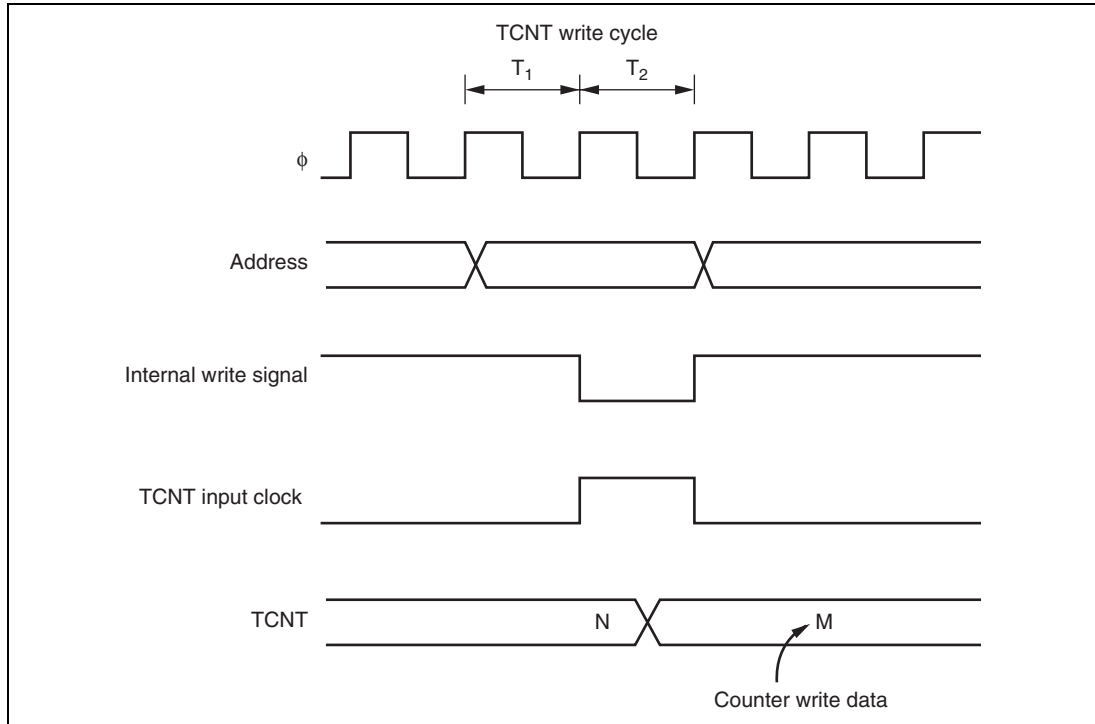 TCNT write cycle
T1 T2
ϕ
Address
Internal write signal
TCNT input clock
TCNT N M
Counter write data